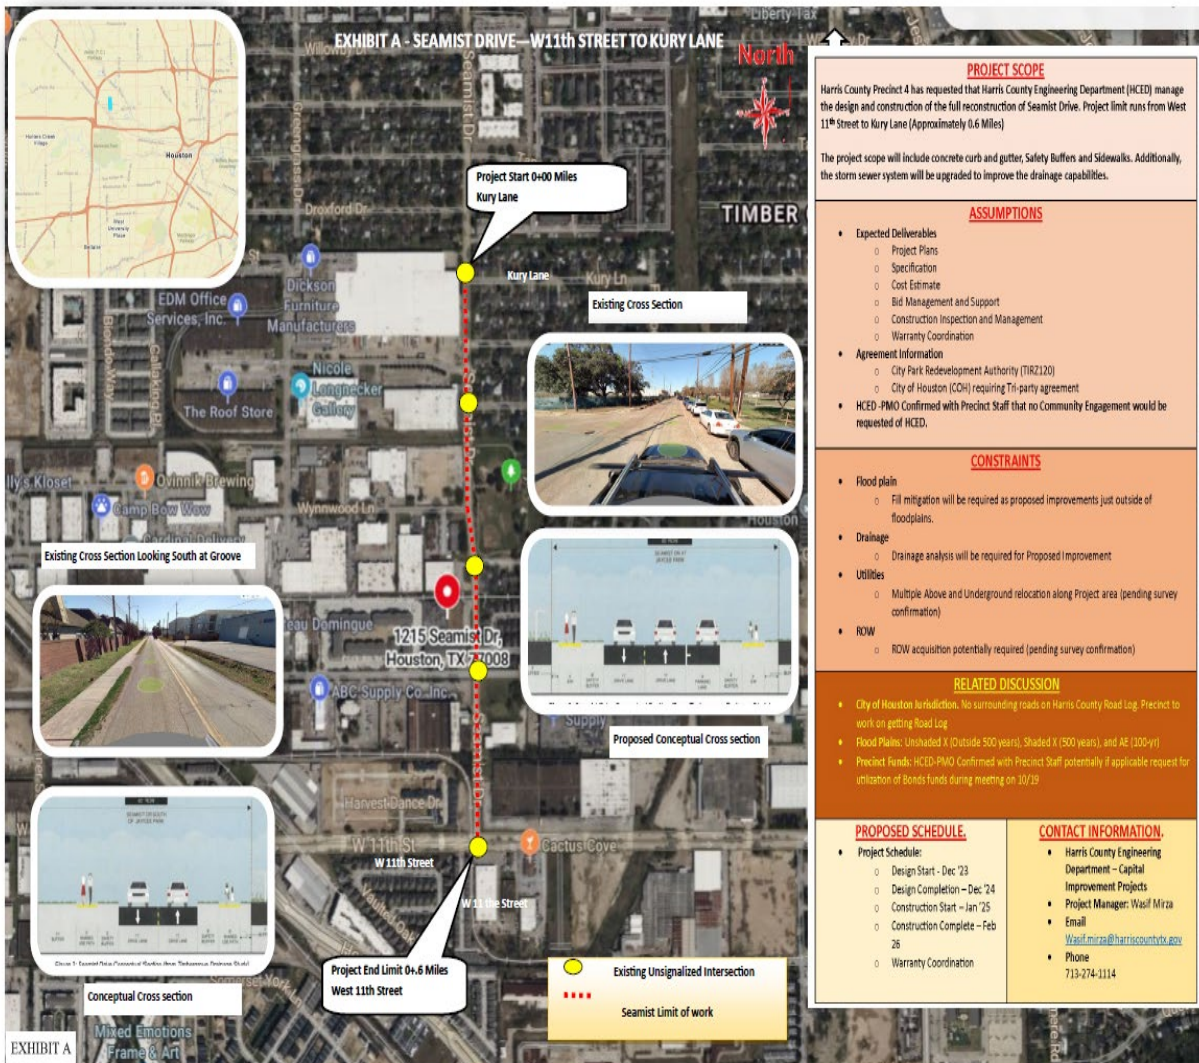 Liberty Tax
EXHIBIT A - SEAMIST DRIVE—W11th STREET TO KURY LANE
North
Seamist Dr
Droxford Dr
Houston
Project Start 0+00 Miles
Kury Lane
TIMBER
Kury Lane
Kury Ln
Dickson
Furniture
Manufacturers
EDM Office
Services, Inc.
Existing Cross Section
Nicole
Longnecker
Gallery
The Roof Store
Ovinnik Brewing
Camp Bow Wow
Wynnwood Ln
Houston
Existing Cross Section Looking South at Groove
1215 Seamist Dr,
Houston, TX 77008
ABC Supply Co. Inc.
Supply
Proposed Conceptual Cross section
Harvest Dance Dr
W 11th St
W 11th Street
Cactus Cove
W 11 the Street
Project End Limit 0+.6 Miles
West 11th Street
Conceptual Cross section
Existing Unsignalized Intersection
Seamist Limit of work
Mixed Emotions
Frame & Art
EXHIBIT A
PROJECT SCOPE
Harris County Precinct 4 has requested that Harris County Engineering Department (HCED) manage
the design and construction of the full reconstruction of Seamist Drive. Project limit runs from West
11th Street to Kury Lane (Approximately 0.6 Miles)
The project scope will include concrete curb and gutter, Safety Buffers and Sidewalks. Additionally,
the storm sewer system will be upgraded to improve the drainage capabilities.
ASSUMPTIONS
• Expected Deliverables
o Project Plans
o Specification
o Cost Estimate
o Bid Management and Support
o Construction Inspection and Management
o Warranty Coordination
• Agreement Information
o City Park Redevelopment Authority (TIRZ120)
o City of Houston (COH) requiring Tri-party agreement
• HCED -PMO Confirmed with Precinct Staff that no Community Engagement would be
requested of HCED.
CONSTRAINTS
• Flood plain
o Fill mitigation will be required as proposed improvements just outside of
floodplains.
• Drainage
o Drainage analysis will be required for Proposed Improvement
• Utilities
o Multiple Above and Underground relocation along Project area (pending survey
confirmation)
• ROW
o ROW acquisition potentially required (pending survey confirmation)
RELATED DISCUSSION
• City of Houston Jurisdiction. No surrounding roads on Harris County Road Log. Precinct to
work on getting Road Log
• Flood Plains: Unshaded X (Outside 500 years), Shaded X (500 years), and AE (100-yr)
• Precinct Funds: HCED-PMO Confirmed with Precinct Staff potentially if applicable request for
utilization of Bonds funds during meeting on 10/19
PROPOSED SCHEDULE.
• Project Schedule:
o Design Start - Dec '23
o Design Completion – Dec '24
o Construction Start – Jan '25
o Construction Complete – Feb
26
o Warranty Coordination
CONTACT INFORMATION.
• Harris County Engineering
Department – Capital
Improvement Projects
• Project Manager: Wasif Mirza
• Email
Wasif.mirza@harriscountytx.gov
• Phone
713-274-1114